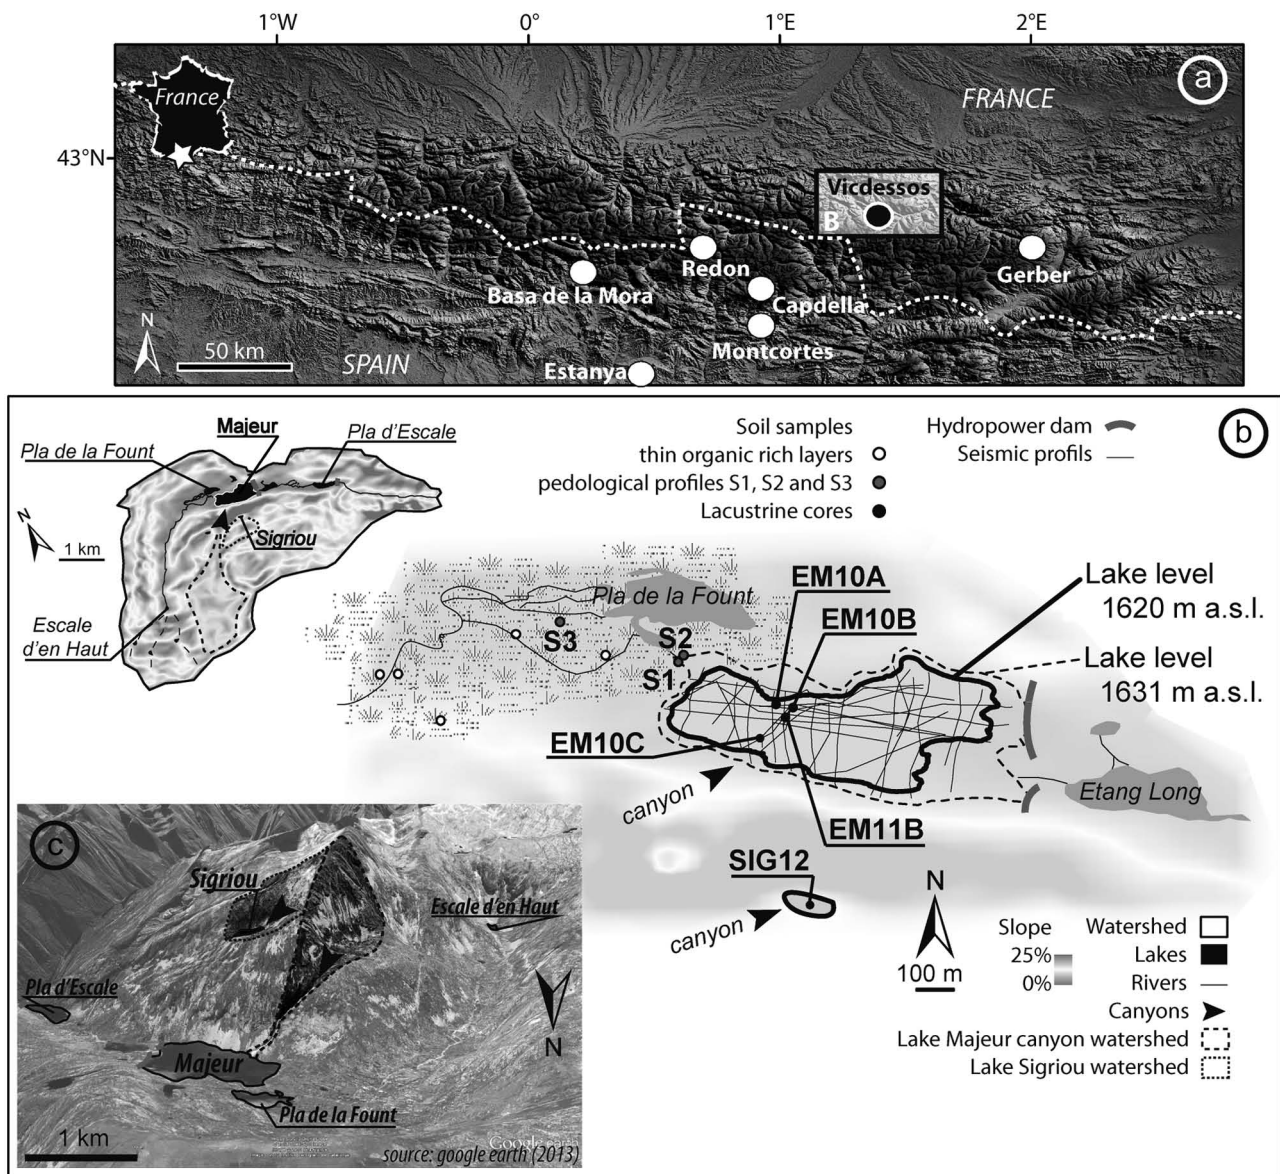 1°W
0°
1°E
2°E
43°N
France
FRANCE
a
Vicdessos
B
Redon
Gerber
Basa de la Mora
Capdella
Montcortès
Estanya
N
50 km
SPAIN
b
Majeur
Pla d'Escale
Pla de la Fount
Sigriou
N
1 km
Escale
d'en Haut
Soil samples
thin organic rich layers
pedological profiles S1, S2 and S3
Lacustrine cores
Hydropower dam
Seismic profils
EM10A
Pla de la Fount
EM10B
Lake level
1620 m a.s.l.
S3
S2
S1
Lake level
1631 m a.s.l.
EM10C
canyon
Etang Long
EM11B
SIG12
canyon
N
100 m
Slope
25%
0%
Watershed
Lakes
Rivers
Canyons
Lake Majeur canyon watershed
Lake Sigriou watershed
c
Sigriou
Escale d'en Haut
Pla d'Escale
N
Majeur
Pla de la Fount
1 km
Google earth
source: google earth (2013)